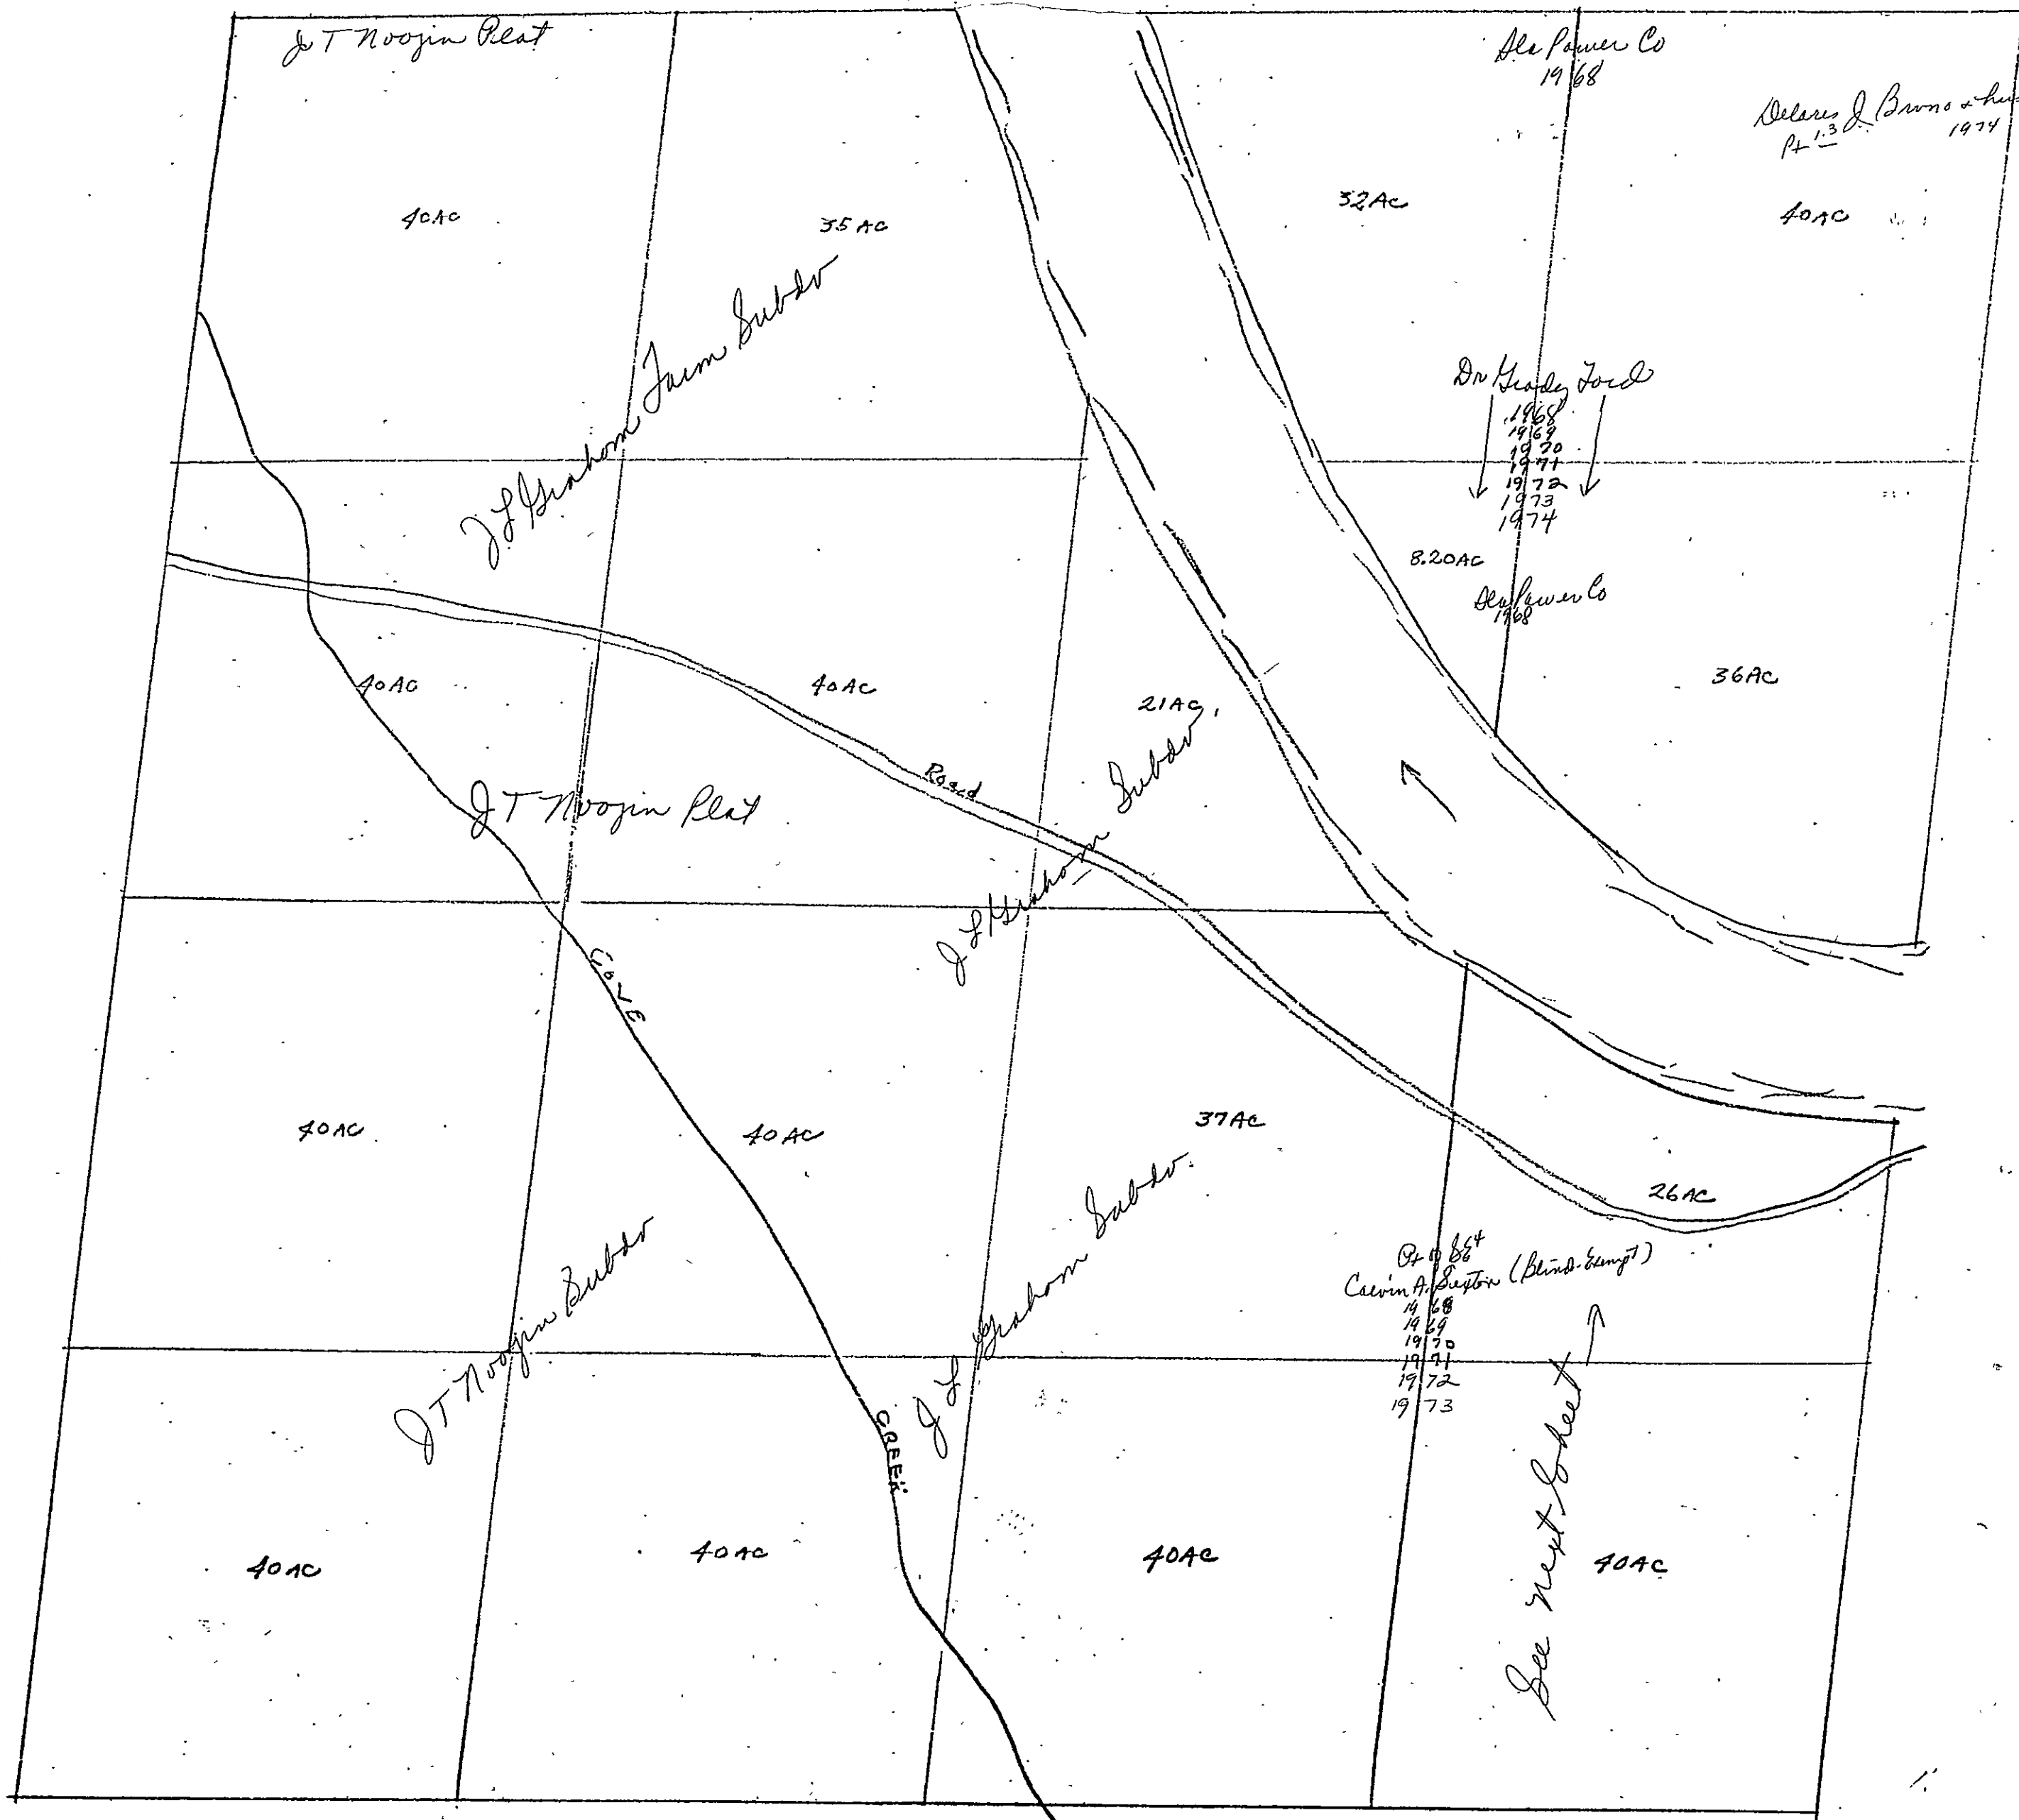 J T Noojin Plat
Ala Power Co
1968
Delores J Bruno & hus
Pt 1.3
1974
40AC
35AC
32AC
40AC
J L Graham Farm Subdv
Dr Grady Ford
1968
1969
1970
1971
1972
1973
1974
8.20AC
Ala Power Co
1968
40AC
40AC
21AC
36AC
J T Noojin Plat
Road
J L Graham Subdv
COVE
40AC
40AC
37AC
26AC
J T Noojin Subdv
J L Graham Subdv
Calvin A. Sexton (Blind-Exempt)
1968
1969
1970
1971
1972
1973
CREEK
See next Sheet
40AC
40AC
40AC
40AC